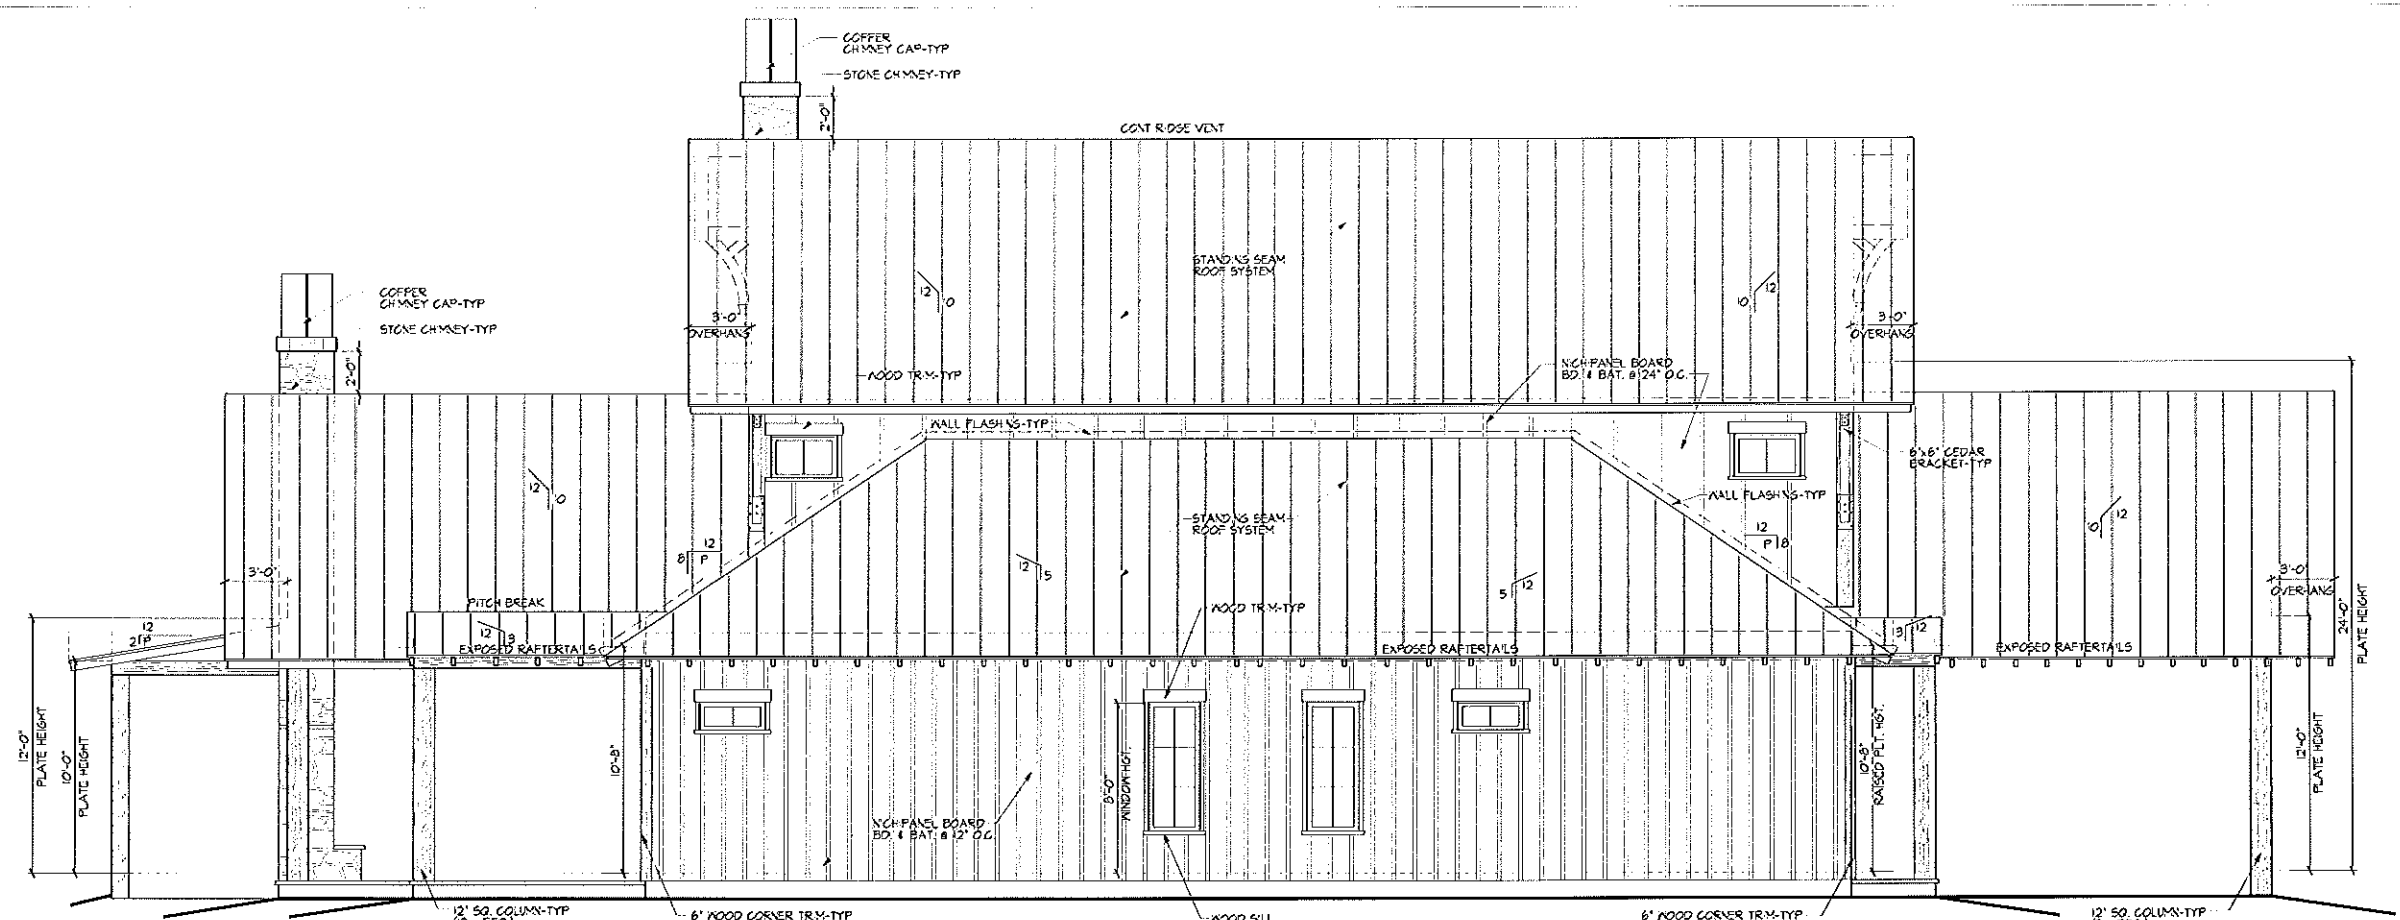 COPPER
CHIMNEY CAP-TYP
STONE CHIMNEY-TYP
2'-0"
CONT RIDGE VENT
STANDING SEAM
ROOF SYSTEM
12
10
10
12
3'-0"
OVERHANG
3'-0"
OVERHANG
COPPER
CHIMNEY CAP-TYP
STONE CHIMNEY-TYP
2'-0"
WOOD TRIM-TYP
BD. & BAT. @ 24" O.C.
WALL FLASHING-TYP
6"x6" CEDAR
BRACKET-TYP
12
10
WALL FLASHING-TYP
STANDING SEAM
ROOF SYSTEM
10
12
8
12
P
12
P
8
12
5
5
12
3'-0"
3'-0"
OVERHANG
PITCH BREAK
WOOD TRIM-TYP
12
2
P
12
3
3
12
EXPOSED RAFTERTAILS
EXPOSED RAFTERTAILS
EXPOSED RAFTERTAILS
24'-0"
PLATE HEIGHT
12'-0"
PLATE HEIGHT
10'-0"
PLATE HEIGHT
10'-8"
8'-0"
WINDOW HGT.
10'-8"
RAISED PLT. HGT.
12'-0"
PLATE HEIGHT
BD. & BAT. @ 12" O.C.
12" SQ. COLUMN-TYP
6" WOOD CORNER TRIM-TYP
WOOD SILL
6" WOOD CORNER TRIM-TYP
12" SQ. COLUMN-TYP